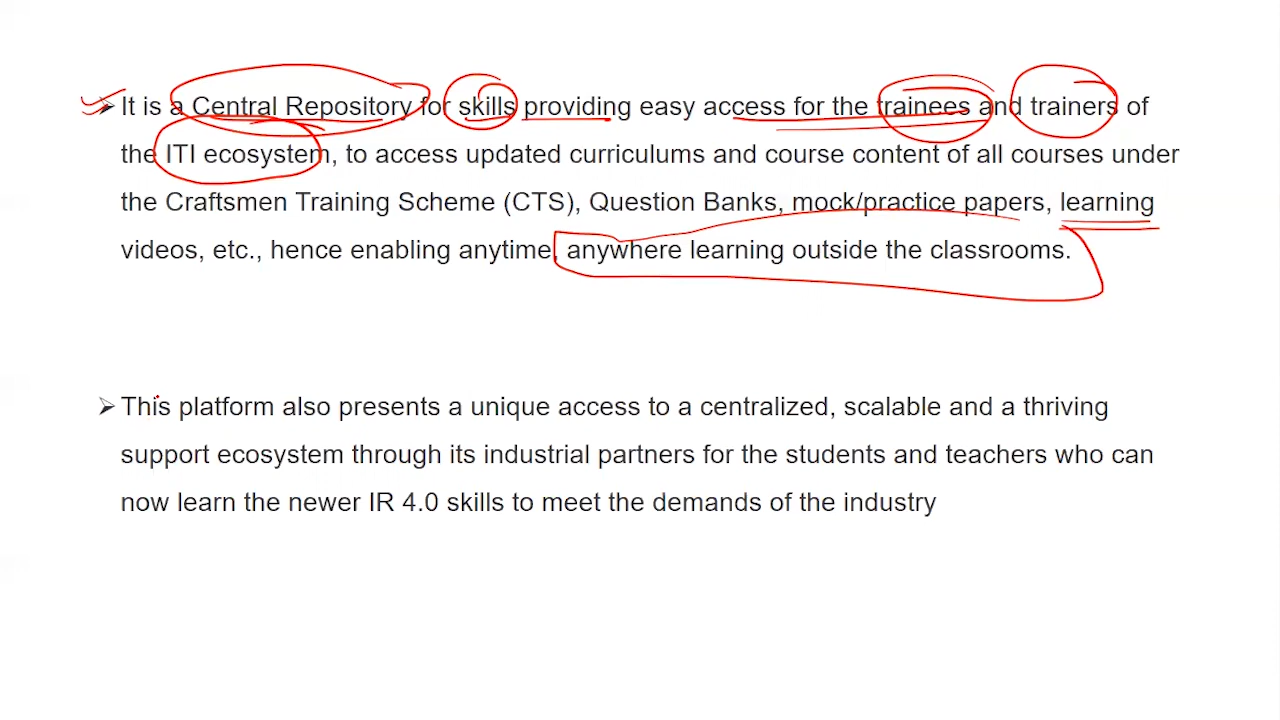 ➢ It is a Central Repository for skills providing easy access for the trainees and trainers of
the ITI ecosystem, to access updated curriculums and course content of all courses under
the Craftsmen Training Scheme (CTS), Question Banks, mock/practice papers, learning
videos, etc., hence enabling anytime, anywhere learning outside the classrooms.
➢ This platform also presents a unique access to a centralized, scalable and a thriving
support ecosystem through its industrial partners for the students and teachers who can
now learn the newer IR 4.0 skills to meet the demands of the industry